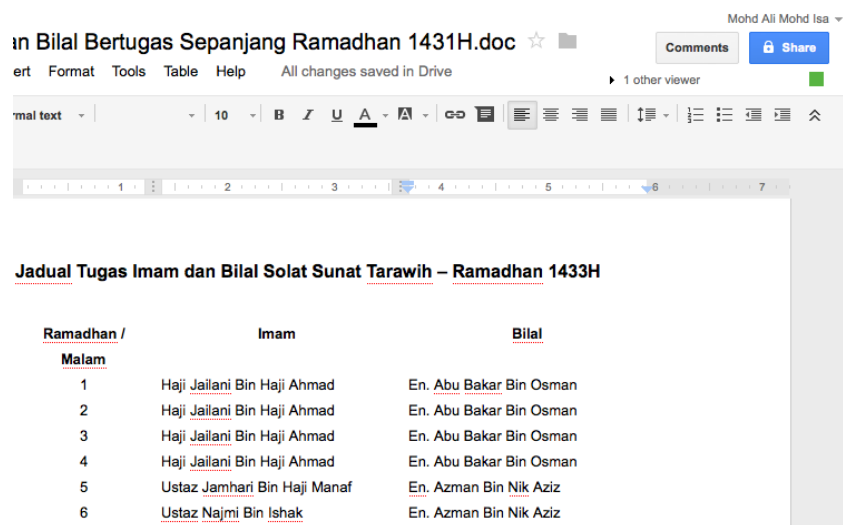 Mohd Ali Mohd Isa
an Bilal Bertugas Sepanjang Ramadhan 1431H.doc
Comments
Share
ert Format Tools Table Help All changes saved in Drive
1 other viewer
rmal text 10 B I U A A
1 2 3 4 5 6 7
Jadual Tugas Imam dan Bilal Solat Sunat Tarawih – Ramadhan 1433H
Ramadhan / Imam Bilal
Malam
1 Haji Jailani Bin Haji Ahmad En. Abu Bakar Bin Osman
2 Haji Jailani Bin Haji Ahmad En. Abu Bakar Bin Osman
3 Haji Jailani Bin Haji Ahmad En. Abu Bakar Bin Osman
4 Haji Jailani Bin Haji Ahmad En. Abu Bakar Bin Osman
5 Ustaz Jamhari Bin Haji Manaf En. Azman Bin Nik Aziz
6 Ustaz Najmi Bin Ishak En. Azman Bin Nik Aziz